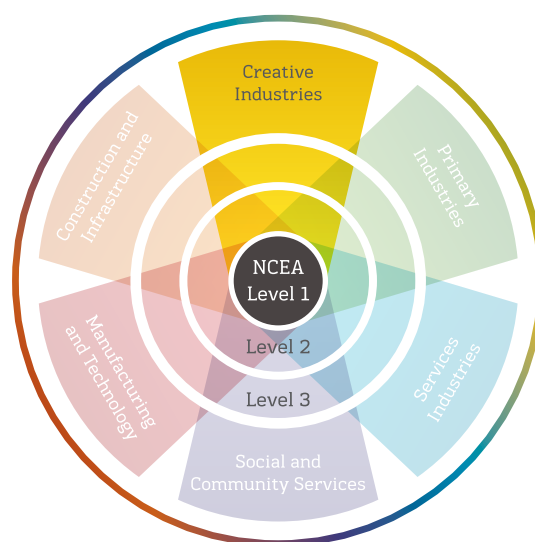 Creative
Industries
Primary
Industries
Services
Industries
Social and
Community Services
Manufacturing
and Technology
Construction and
Infrastructure
NCEA
Level 1
Level 2
Level 3